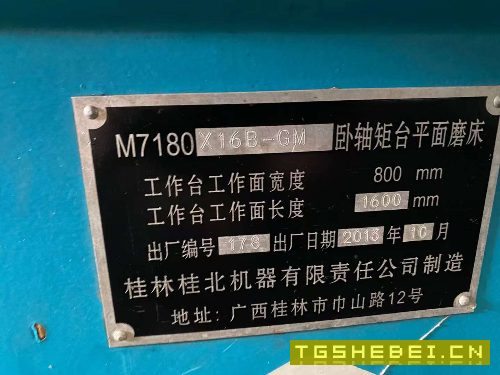 M7180X16B-GM 卧轴矩台平面磨床
工作台工作面宽度 800 mm
工作台工作面长度 1600 mm
出厂编号 178 出厂日期 2018 年 10 月
桂林桂北机器有限责任公司制造
地址: 广西桂林市巾山路12号
TGSHEBEI.CN